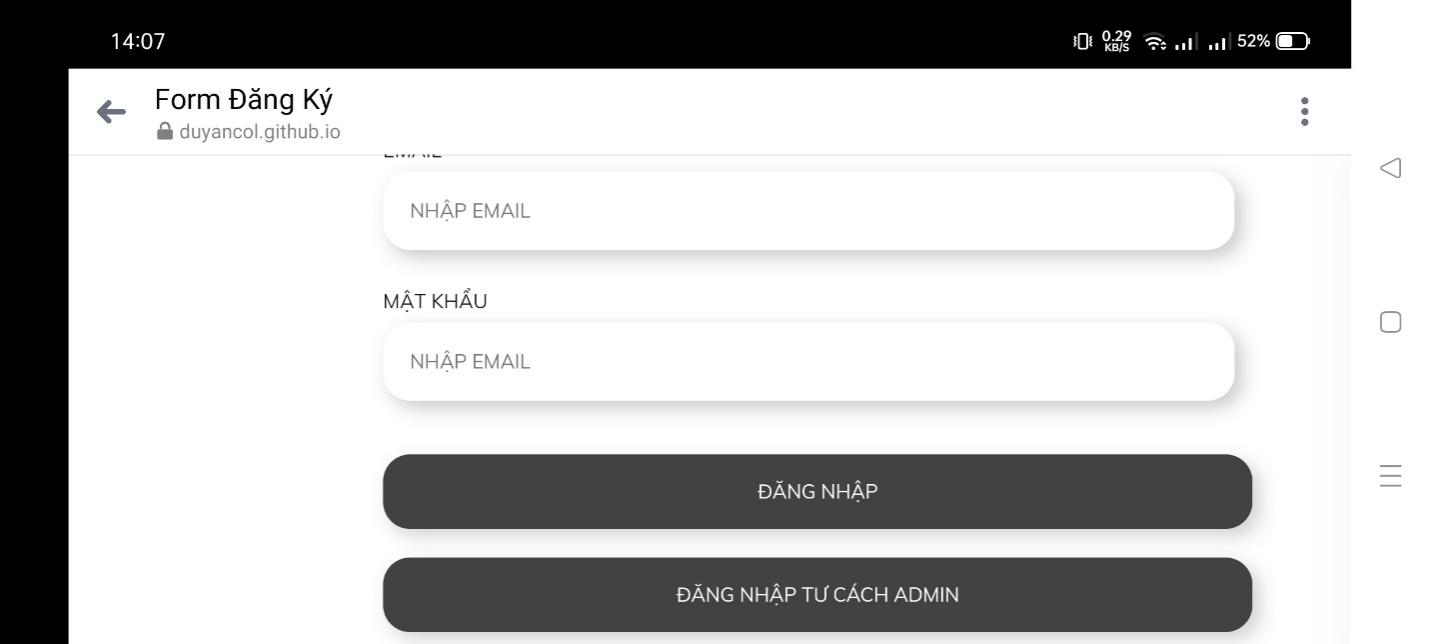 14:07
0.29
KB/S
52%
Form Đăng Ký
duyancol.github.io
EMAIL
NHẬP EMAIL
MẬT KHẨU
NHẬP EMAIL
ĐĂNG NHẬP
ĐĂNG NHẬP TƯ CÁCH ADMIN